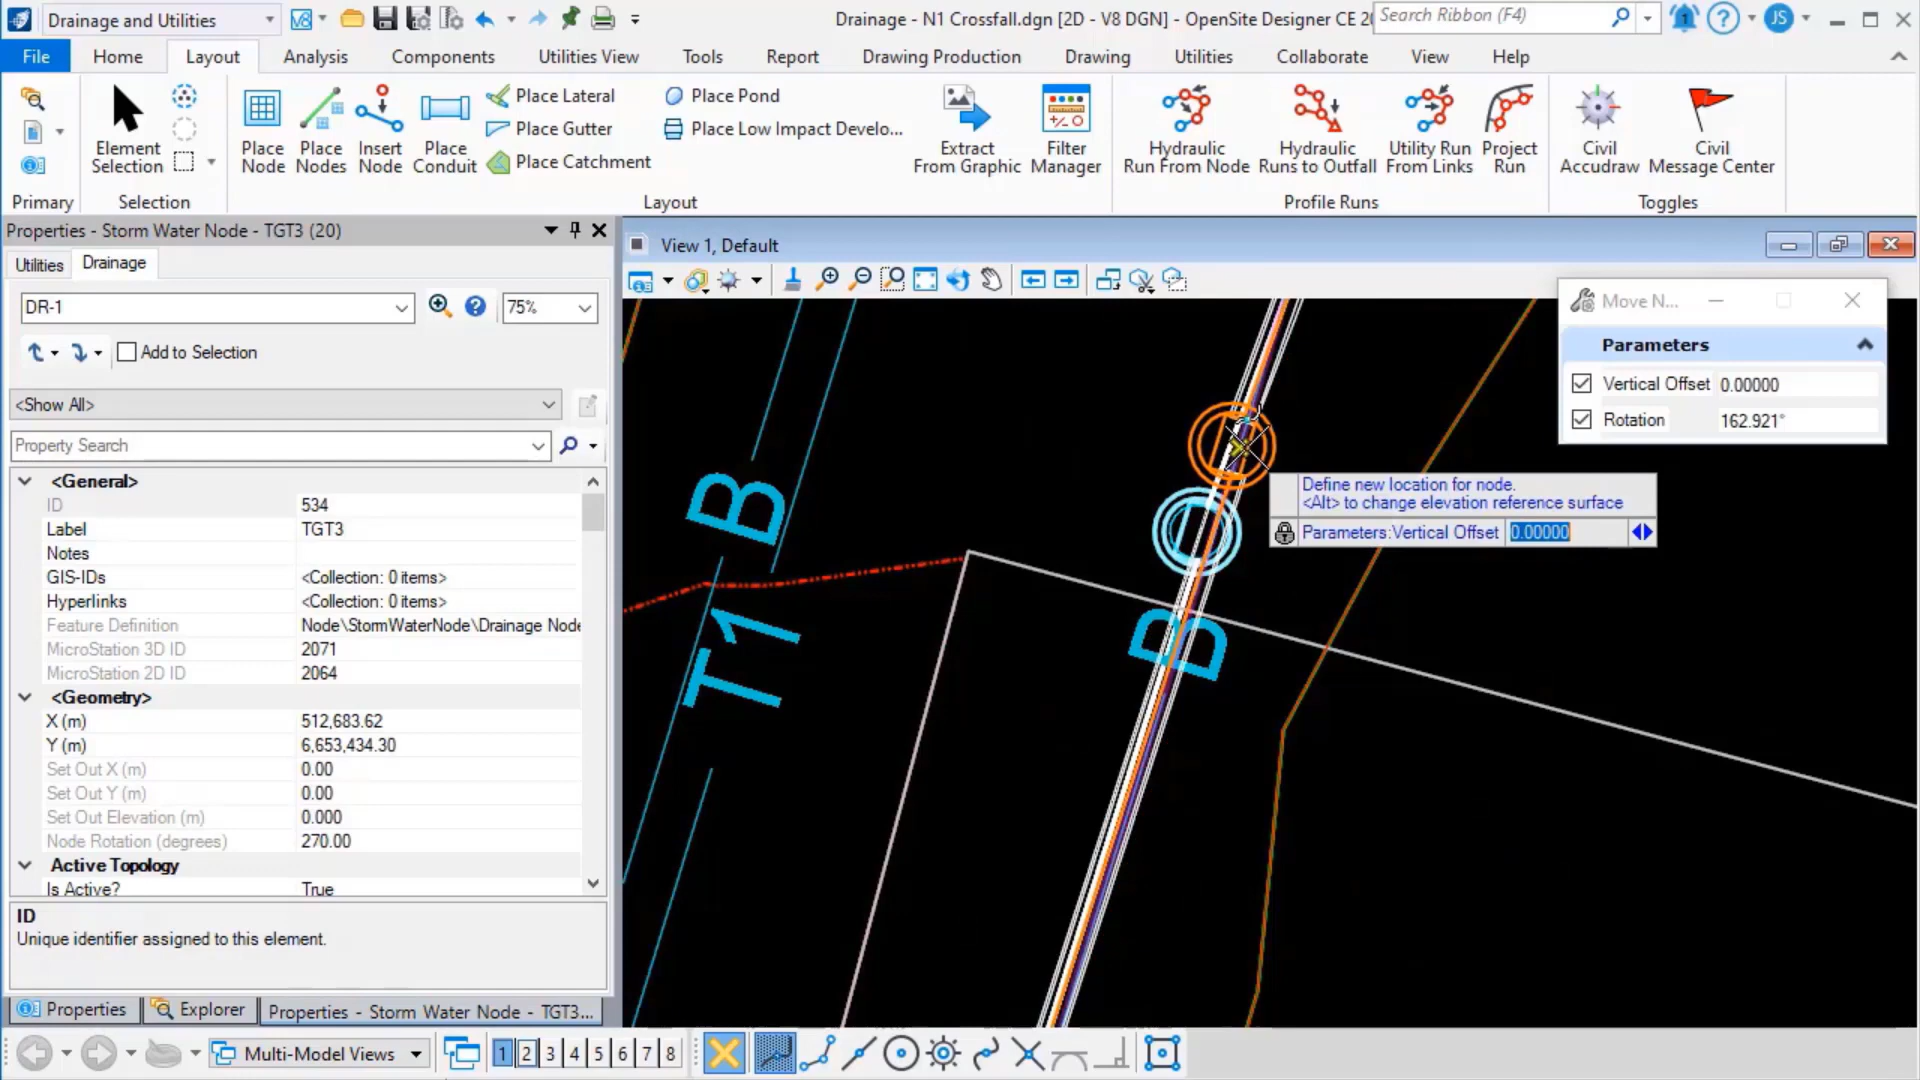 Drainage and Utilities
V8
Drainage - N1 Crossfall.dgn [2D - V8 DGN] - OpenSite Designer CE 20
Search Ribbon (F4)
1
?
JS
File
Home
Layout
Analysis
Components
Utilities View
Tools
Report
Drawing Production
Drawing
Utilities
Collaborate
View
Help
Element
Selection
Place
Node
Place
Nodes
Insert
Node
Place
Conduit
Place Lateral
Place Gutter
Place Catchment
Place Pond
Place Low Impact Develo...
Extract
From Graphic
Filter
Manager
Hydraulic
Run From Node
Hydraulic
Runs to Outfall
Utility Run
From Links
Project
Run
Civil
Accudraw
Civil
Message Center
Primary
Selection
Layout
Profile Runs
Toggles
Properties - Storm Water Node - TGT3 (20)
Utilities
Drainage
DR-1
75%
Add to Selection
<Show All>
Property Search
<General>
ID 534
Label TGT3
Notes
GIS-IDs <Collection: 0 items>
Hyperlinks <Collection: 0 items>
Feature Definition Node\StormWaterNode\Drainage Node
MicroStation 3D ID 2071
MicroStation 2D ID 2064
<Geometry>
X (m) 512,683.62
Y (m) 6,653,434.30
Set Out X (m) 0.00
Set Out Y (m) 0.00
Set Out Elevation (m) 0.000
Node Rotation (degrees) 270.00
Active Topology
Is Active? True
ID
Unique identifier assigned to this element.
Properties
Explorer
Properties - Storm Water Node - TGT3...
View 1, Default
Move N...
Parameters
Vertical Offset 0.00000
Rotation 162.921°
Define new location for node.
<Alt> to change elevation reference surface
Parameters:Vertical Offset 0.00000
B
T1
B
Multi-Model Views
1 2 3 4 5 6 7 8